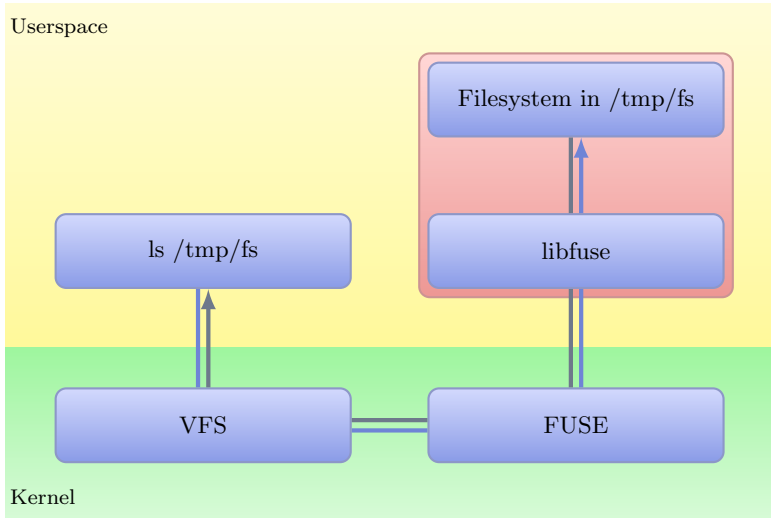 Userspace
Filesystem in /tmp/fs
ls /tmp/fs
libfuse
VFS
FUSE
Kernel